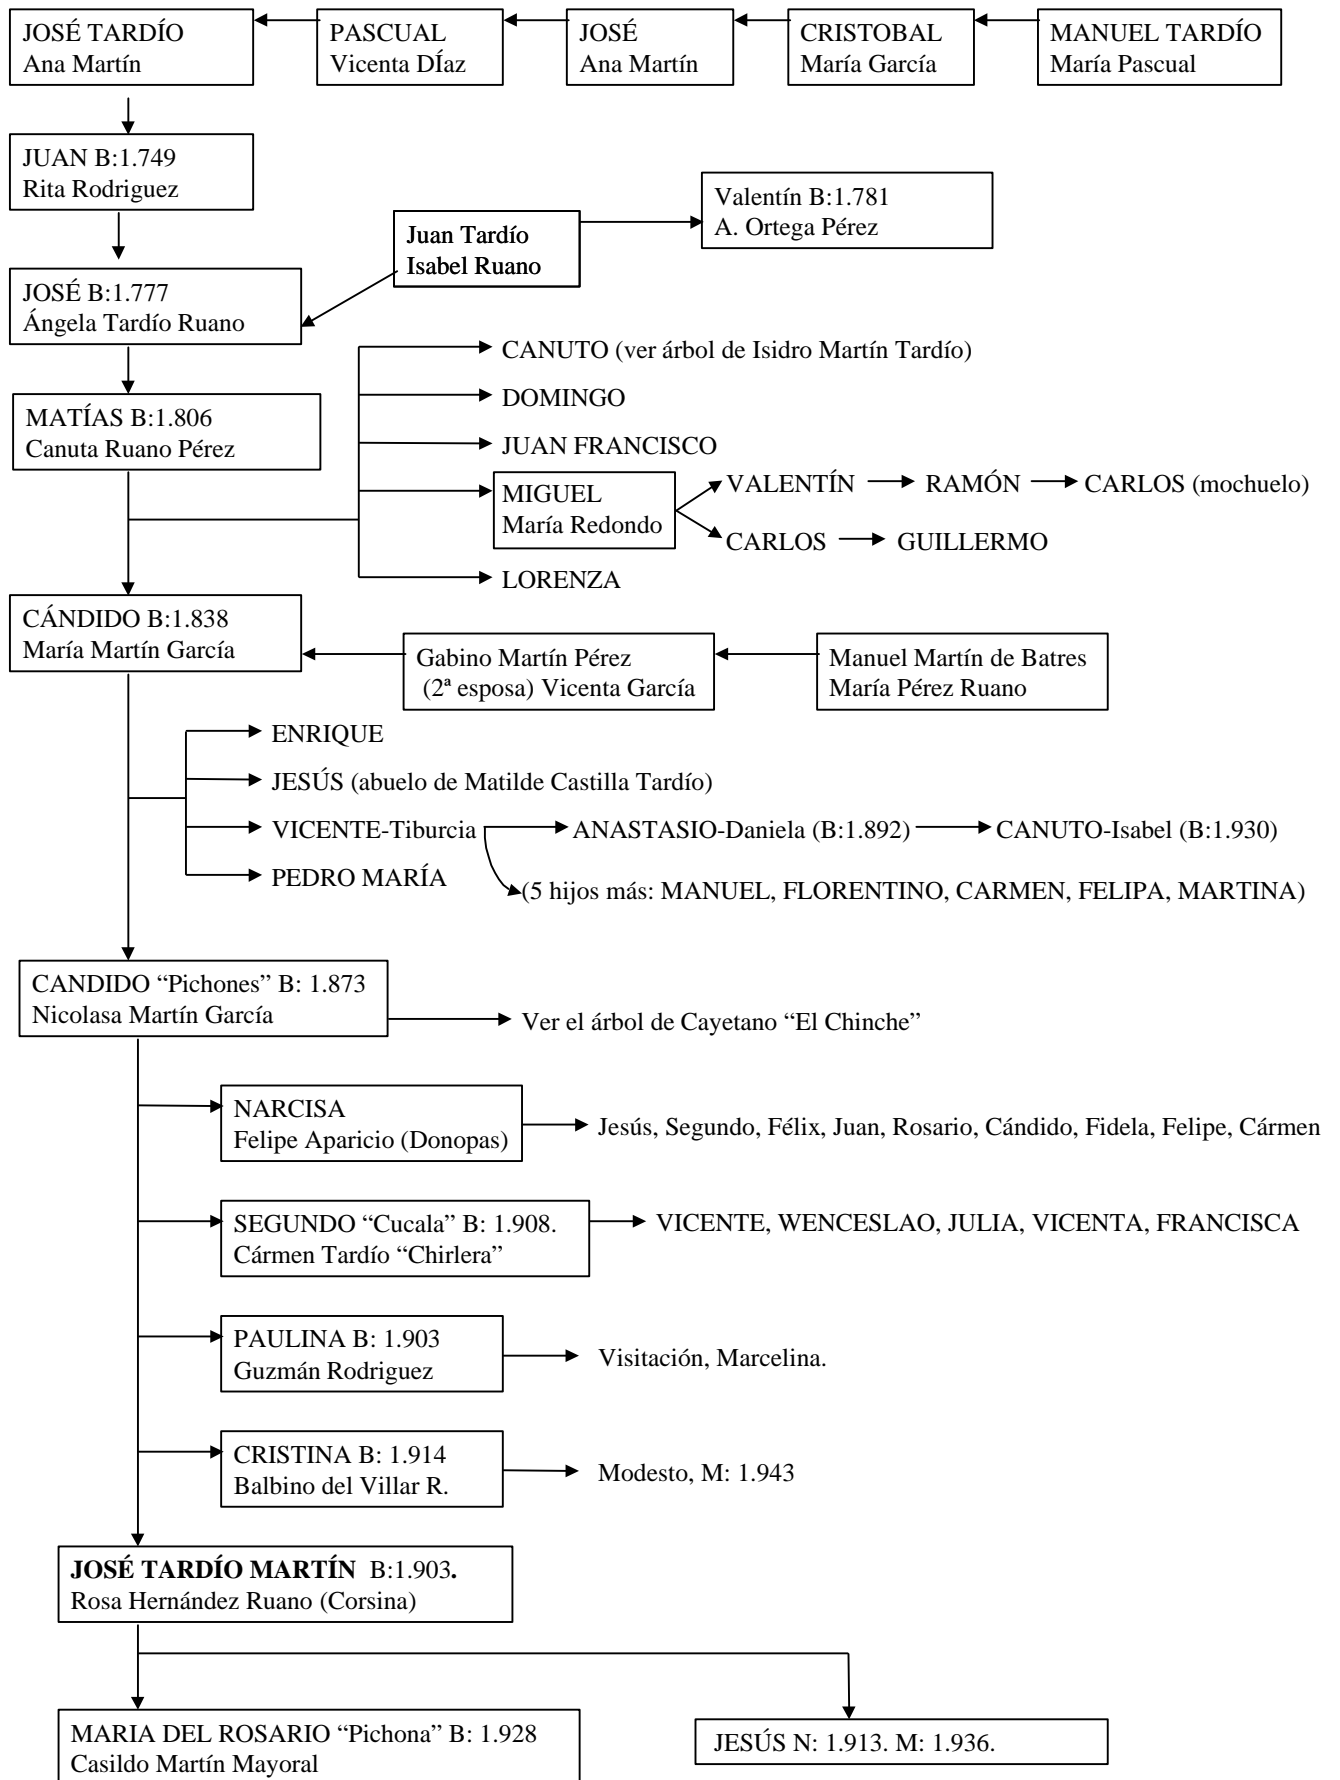 JOSÉ TARDÍO
Ana Martín
PASCUAL
Vicenta DÍaz
JOSÉ
Ana Martín
CRISTOBAL
María García
MANUEL TARDÍO
María Pascual
JUAN B:1.749
Rita Rodriguez
Valentín B:1.781
A. Ortega Pérez
Juan Tardío
Isabel Ruano
JOSÉ B:1.777
Ángela Tardío Ruano
CANUTO (ver árbol de Isidro Martín Tardío)
DOMINGO
MATÍAS B:1.806
Canuta Ruano Pérez
JUAN FRANCISCO
MIGUEL
María Redondo
VALENTÍN
RAMÓN
CARLOS (mochuelo)
CARLOS
GUILLERMO
LORENZA
CÁNDIDO B:1.838
María Martín García
Gabino Martín Pérez
(2ª esposa) Vicenta García
Manuel Martín de Batres
María Pérez Ruano
ENRIQUE
JESÚS (abuelo de Matilde Castilla Tardío)
VICENTE-Tiburcia
ANASTASIO-Daniela (B:1.892)
CANUTO-Isabel (B:1.930)
PEDRO MARÍA
(5 hijos más: MANUEL, FLORENTINO, CARMEN, FELIPA, MARTINA)
CANDIDO “Pichones” B: 1.873
Nicolasa Martín García
Ver el árbol de Cayetano “El Chinche”
NARCISA
Felipe Aparicio (Donopas)
Jesús, Segundo, Félix, Juan, Rosario, Cándido, Fidela, Felipe, Cármen
SEGUNDO “Cucala” B: 1.908.
Cármen Tardío “Chirlera”
VICENTE, WENCESLAO, JULIA, VICENTA, FRANCISCA
PAULINA B: 1.903
Guzmán Rodriguez
Visitación, Marcelina.
CRISTINA B: 1.914
Balbino del Villar R.
Modesto, M: 1.943
JOSÉ TARDÍO MARTÍN B:1.903.
Rosa Hernández Ruano (Corsina)
MARIA DEL ROSARIO “Pichona” B: 1.928
Casildo Martín Mayoral
JESÚS N: 1.913. M: 1.936.